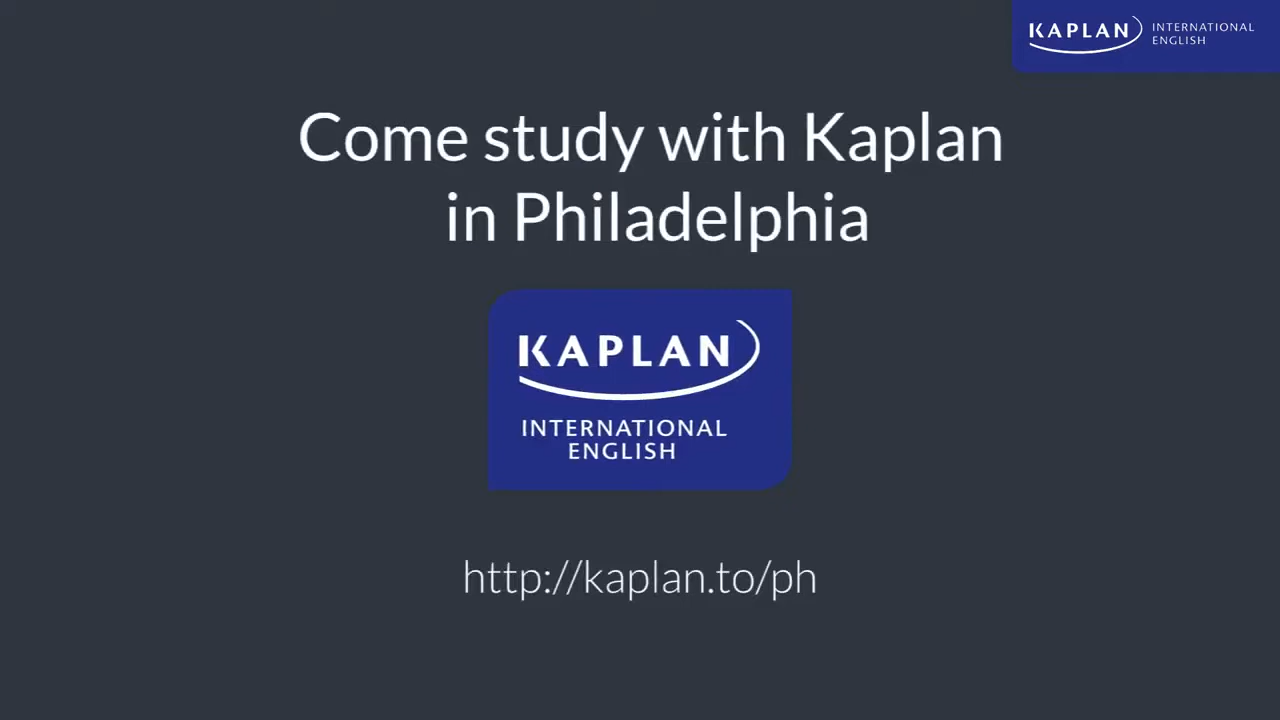 KAPLAN INTERNATIONAL
ENGLISH
Come study with Kaplan
in Philadelphia
KAPLAN
INTERNATIONAL
ENGLISH
http://kaplan.to/ph